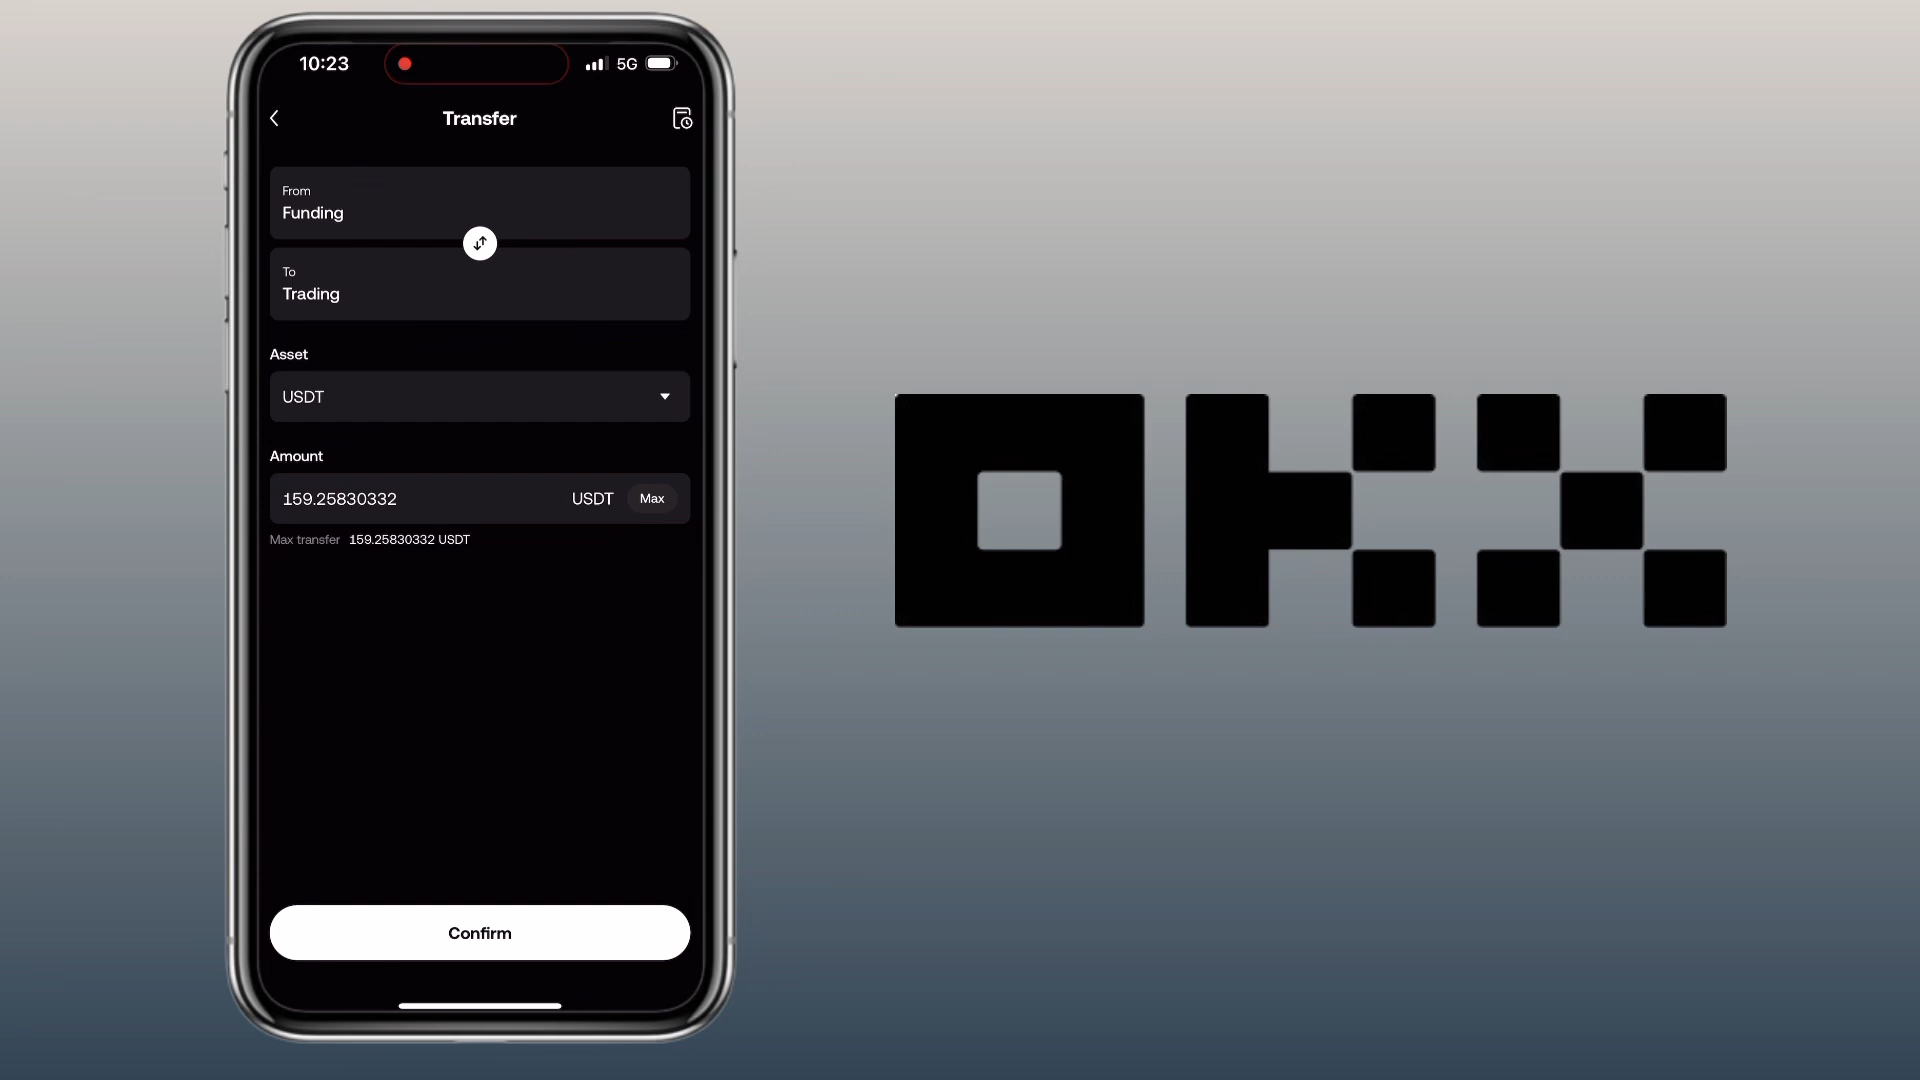 10:23
5G
Transfer
From
Funding
To
Trading
Asset
USDT
Amount
159.25830332 USDT Max
Max transfer 159.25830332 USDT
Confirm
OKX